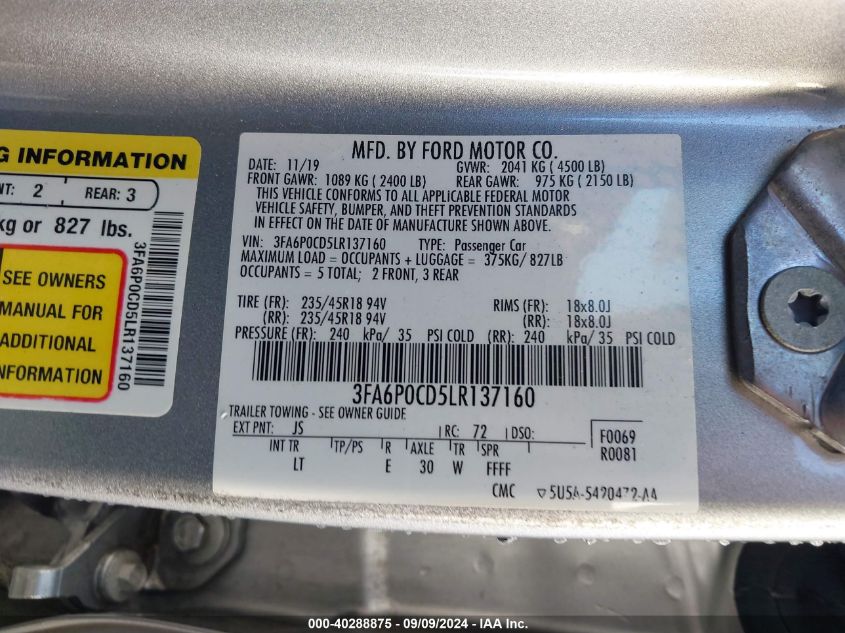 G INFORMATION
NT: 2 REAR: 3
kg or 827 lbs.
SEE OWNERS
MANUAL FOR
ADDITIONAL
INFORMATION
3FA6P0CD5LR137160
MFD. BY FORD MOTOR CO.
DATE: 11/19 GVWR: 2041 KG ( 4500 LB)
FRONT GAWR: 1089 KG ( 2400 LB) REAR GAWR: 975 KG ( 2150 LB)
THIS VEHICLE CONFORMS TO ALL APPLICABLE FEDERAL MOTOR
VEHICLE SAFETY, BUMPER, AND THEFT PREVENTION STANDARDS
IN EFFECT ON THE DATE OF MANUFACTURE SHOWN ABOVE.
VIN: 3FA6P0CD5LR137160 TYPE: Passenger Car
MAXIMUM LOAD = OCCUPANTS + LUGGAGE = 375KG/ 827LB
OCCUPANTS = 5 TOTAL; 2 FRONT, 3 REAR
TIRE (FR): 235/45R18 94V RIMS (FR): 18x8.0J
(RR): 235/45R18 94V (RR): 18x8.0J
PRESSURE (FR): 240 kPa/ 35 PSI COLD (RR): 240 kPa/ 35 PSI COLD
3FA6P0CD5LR137160
TRAILER TOWING - SEE OWNER GUIDE
EXT PNT: JS RC: 72 DSO: F0069
R0081
INT TR TP/PS R AXLE TR SPR
LT E 30 W FFFF
CMC 5U5A-5420472-AA
000-40288875 - 09/09/2024 - IAA Inc.